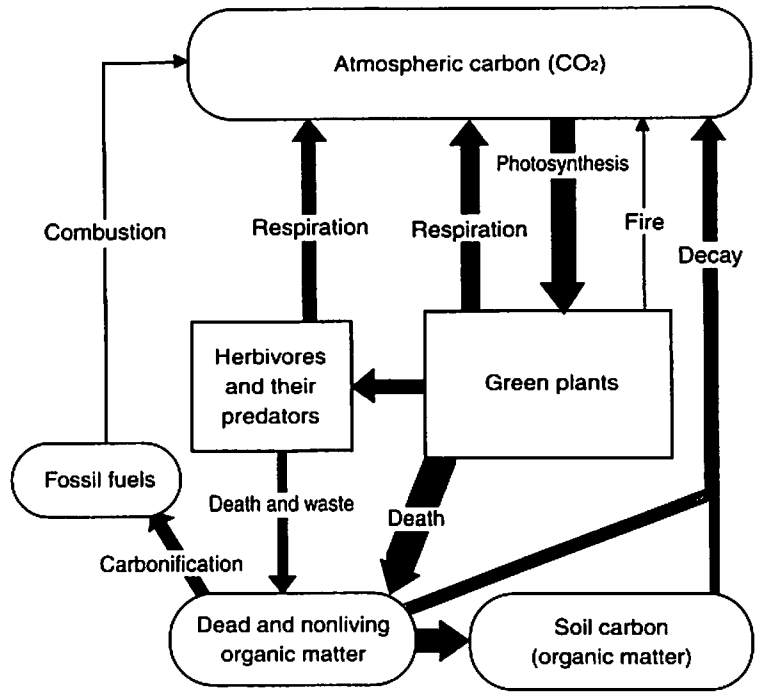 Atmospheric carbon (CO₂)
Photosynthesis
Combustion
Respiration
Respiration
Fire
Decay
Herbivores
and their
predators
Green plants
Fossil fuels
Death and waste
Death
Carbonification
Dead and nonliving
organic matter
Soil carbon
(organic matter)